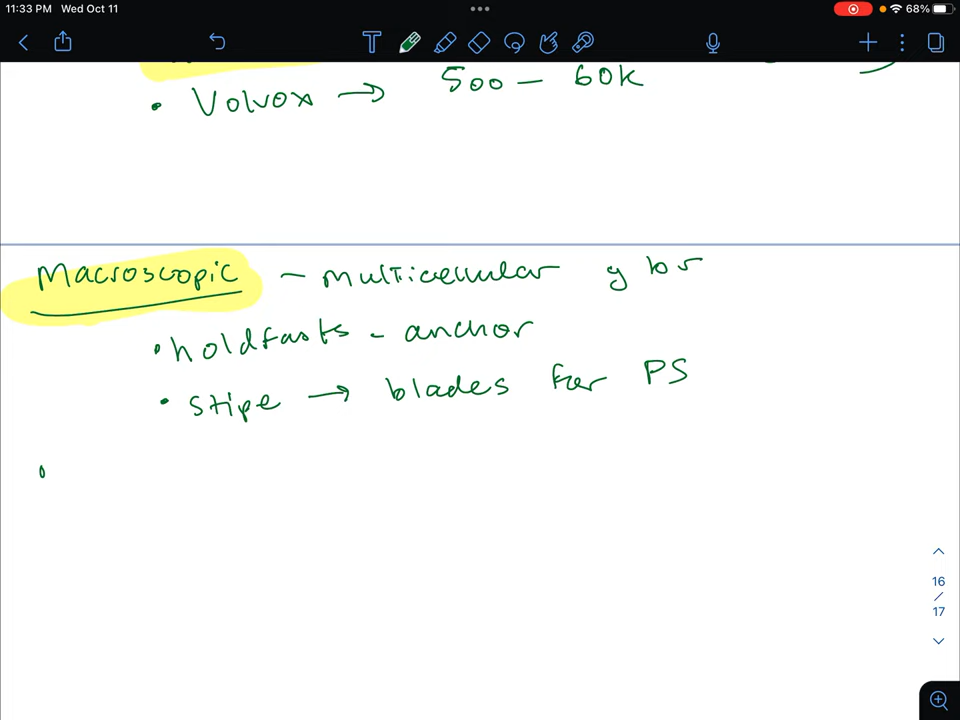 11:33 PM Wed Oct 11
68%
• Volvox → 500 – 60k
Macroscopic – multicellular g br r
• holdfasts - anchor
• Stipe → blades for PS
16
/
17